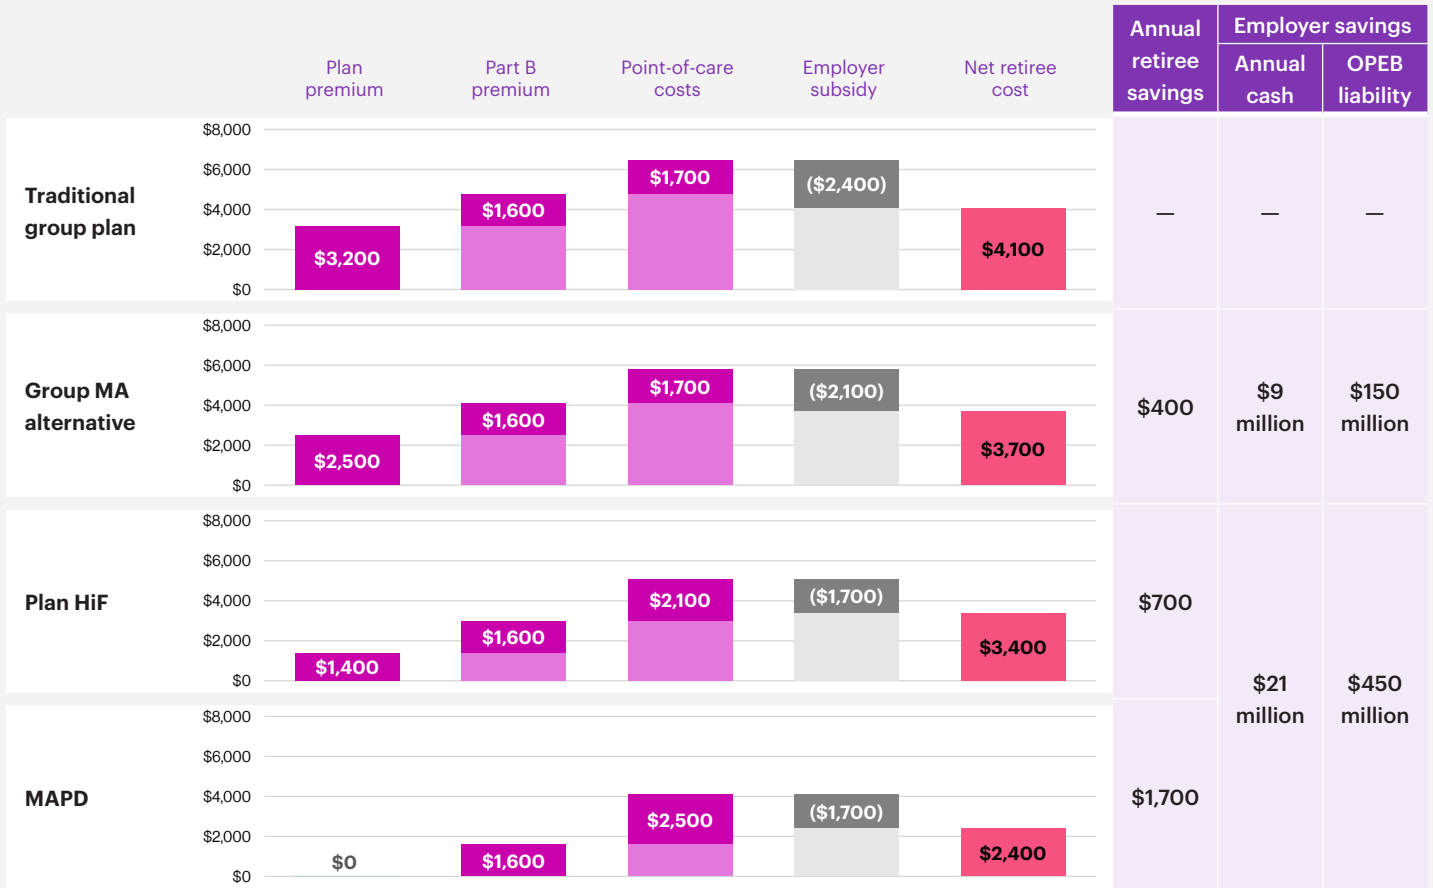 Plan
premium
Part B
premium
Point-of-care
costs
Employer
subsidy
Net retiree
cost
Annual
retiree
savings
Employer savings
Annual
cash
OPEB
liability
Traditional
group plan
$8,000
$6,000
$4,000
$2,000
$0
$3,200
$1,600
$1,700
($2,400)
$4,100
—
—
—
Group MA
alternative
$8,000
$6,000
$4,000
$2,000
$0
$2,500
$1,600
$1,700
($2,100)
$3,700
$400
$9
million
$150
million
Plan HiF
$8,000
$6,000
$4,000
$2,000
$0
$1,400
$1,600
$2,100
($1,700)
$3,400
$700
$21
million
$450
million
MAPD
$8,000
$6,000
$4,000
$2,000
$0
$0
$1,600
$2,500
($1,700)
$2,400
$1,700